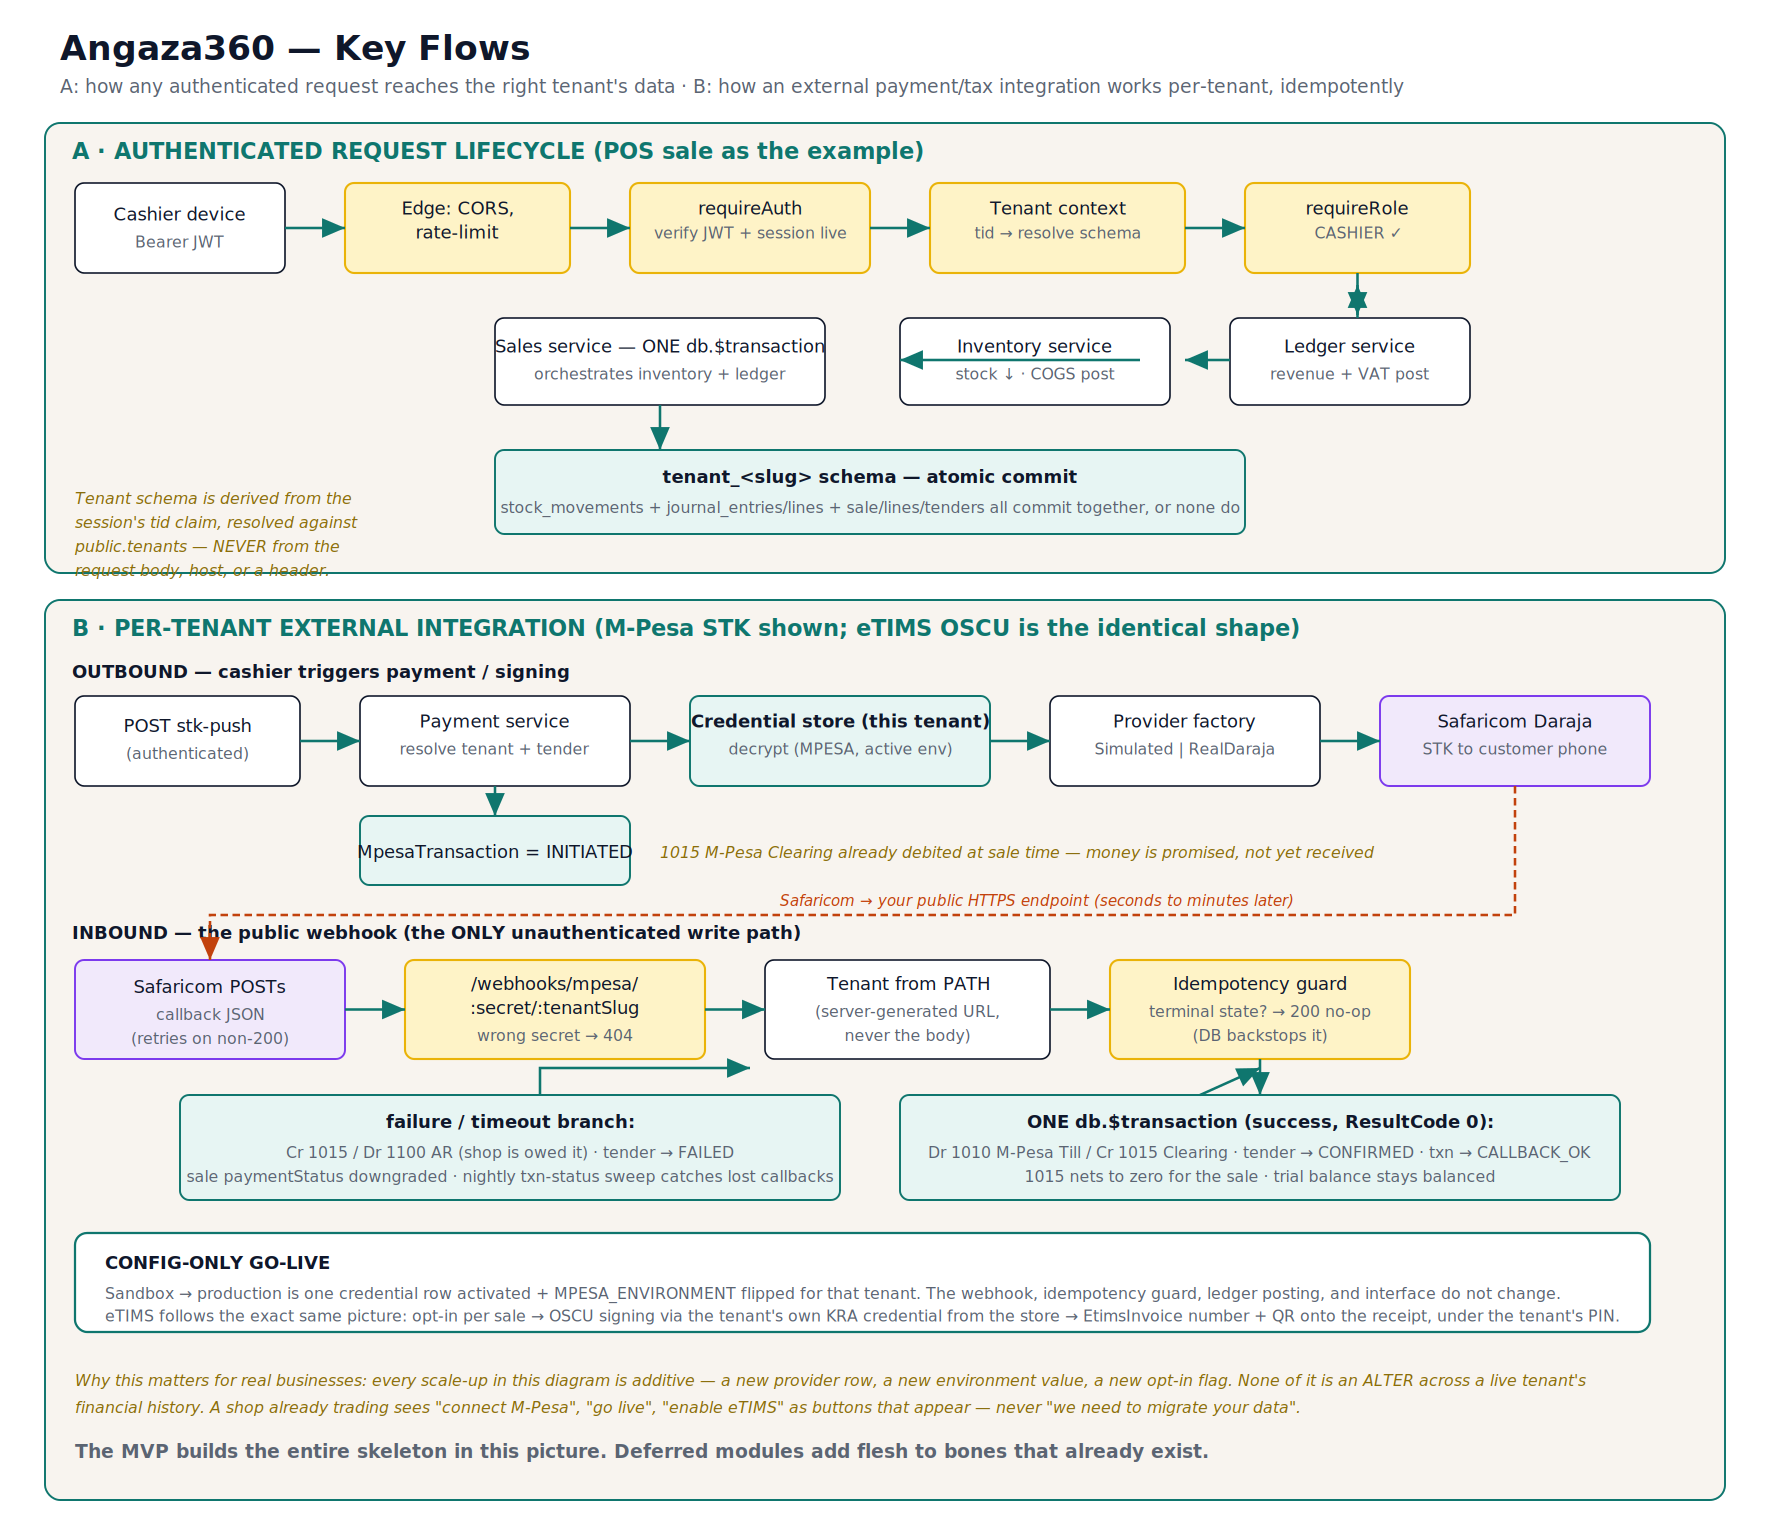 Angaza360 — Key Flows
A: how any authenticated request reaches the right tenant's data · B: how an external payment/tax integration works per-tenant, idempotently
A · AUTHENTICATED REQUEST LIFECYCLE (POS sale as the example)
Cashier device
Bearer JWT
Edge: CORS,
rate-limit
requireAuth
verify JWT + session live
Tenant context
tid → resolve schema
requireRole
CASHIER ✓
Sales service — ONE db.$transaction
orchestrates inventory + ledger
Inventory service
stock ↓ · COGS post
Ledger service
revenue + VAT post
tenant_<slug> schema — atomic commit
stock_movements + journal_entries/lines + sale/lines/tenders all commit together, or none do
Tenant schema is derived from the
session's tid claim, resolved against
public.tenants — NEVER from the
request body, host, or a header.
B · PER-TENANT EXTERNAL INTEGRATION (M-Pesa STK shown; eTIMS OSCU is the identical shape)
OUTBOUND — cashier triggers payment / signing
POST stk-push
(authenticated)
Payment service
resolve tenant + tender
Credential store (this tenant)
decrypt (MPESA, active env)
Provider factory
Simulated | RealDaraja
Safaricom Daraja
STK to customer phone
MpesaTransaction = INITIATED
1015 M-Pesa Clearing already debited at sale time — money is promised, not yet received
Safaricom → your public HTTPS endpoint (seconds to minutes later)
INBOUND — the public webhook (the ONLY unauthenticated write path)
Safaricom POSTs
callback JSON
(retries on non-200)
/webhooks/mpesa/
:secret/:tenantSlug
wrong secret → 404
Tenant from PATH
(server-generated URL,
never the body)
Idempotency guard
terminal state? → 200 no-op
(DB backstops it)
failure / timeout branch:
Cr 1015 / Dr 1100 AR (shop is owed it) · tender → FAILED
sale paymentStatus downgraded · nightly txn-status sweep catches lost callbacks
ONE db.$transaction (success, ResultCode 0):
Dr 1010 M-Pesa Till / Cr 1015 Clearing · tender → CONFIRMED · txn → CALLBACK_OK
1015 nets to zero for the sale · trial balance stays balanced
CONFIG-ONLY GO-LIVE
Sandbox → production is one credential row activated + MPESA_ENVIRONMENT flipped for that tenant. The webhook, idempotency guard, ledger posting, and interface do not change.
eTIMS follows the exact same picture: opt-in per sale → OSCU signing via the tenant's own KRA credential from the store → EtimsInvoice number + QR onto the receipt, under the tenant's PIN.
Why this matters for real businesses: every scale-up in this diagram is additive — a new provider row, a new environment value, a new opt-in flag. None of it is an ALTER across a live tenant's
financial history. A shop already trading sees "connect M-Pesa", "go live", "enable eTIMS" as buttons that appear — never "we need to migrate your data".
The MVP builds the entire skeleton in this picture. Deferred modules add flesh to bones that already exist.